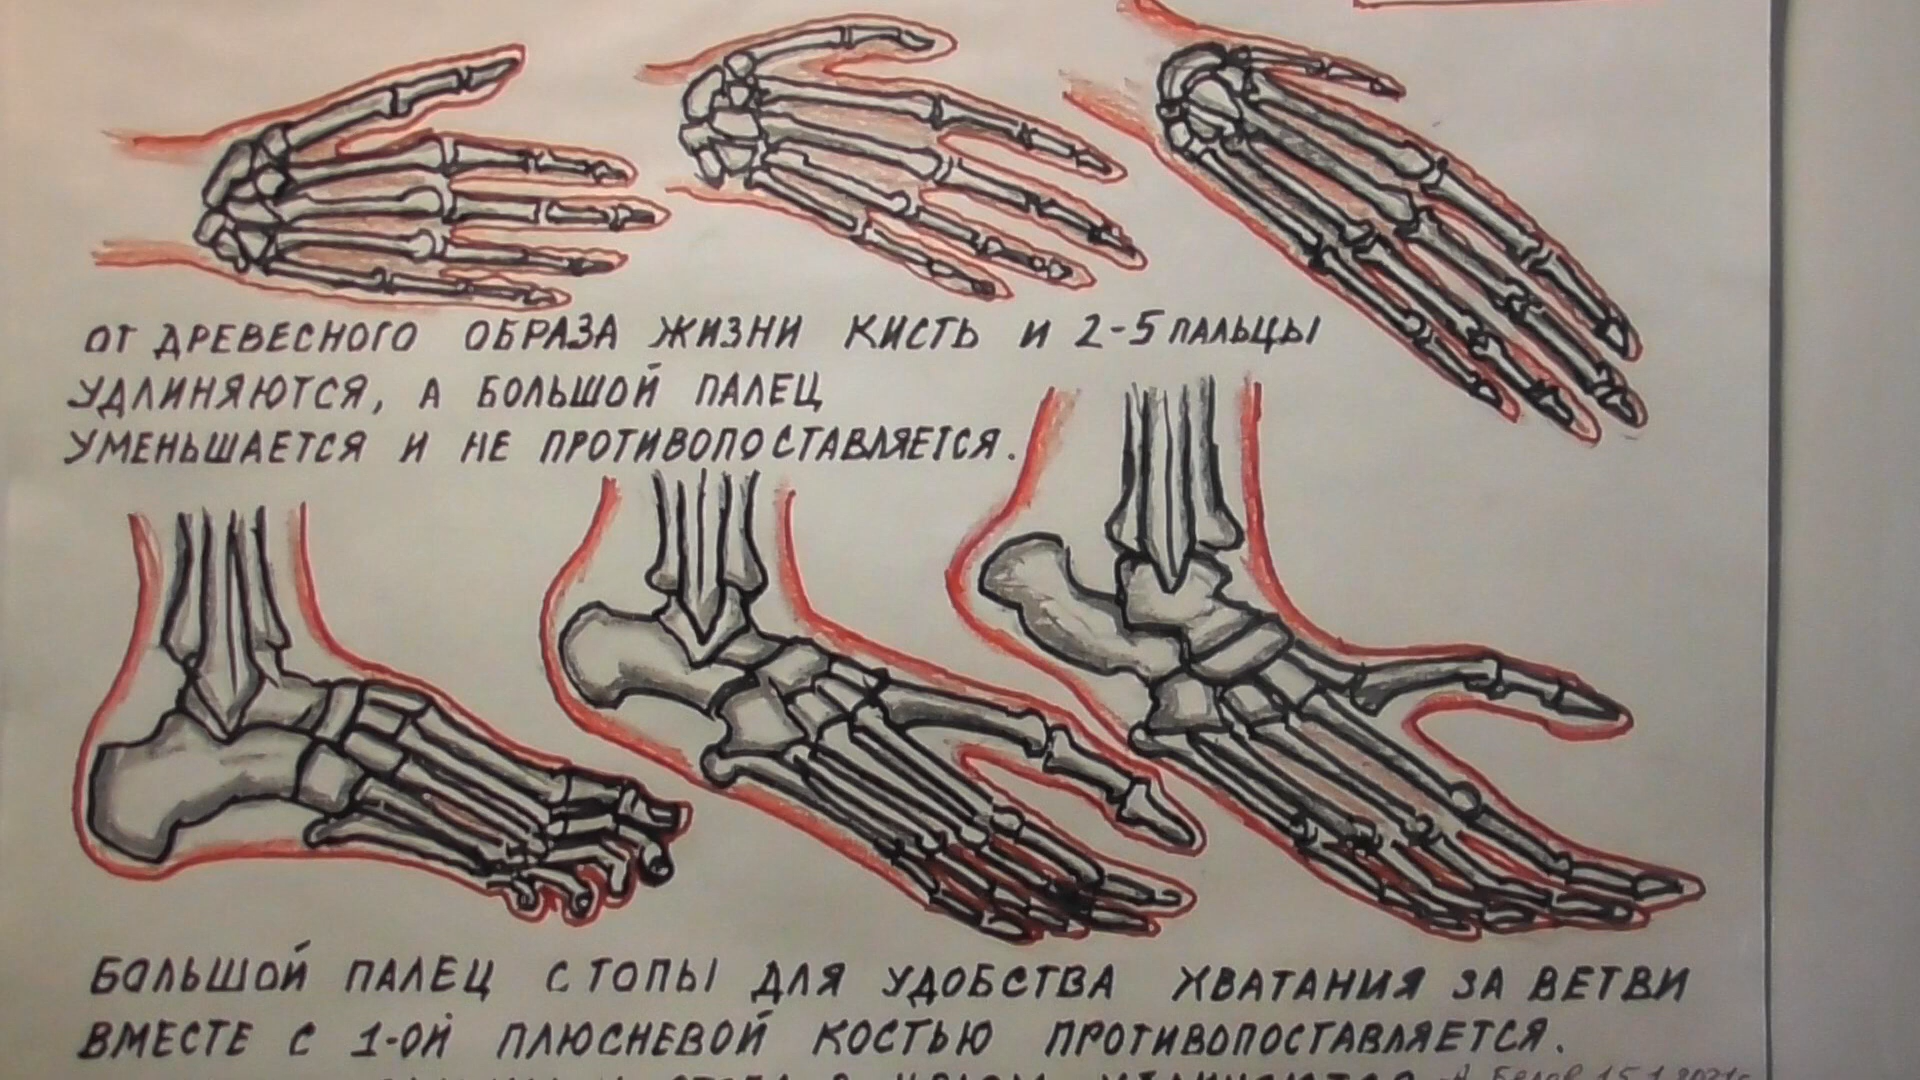 ОТ ДРЕВЕСНОГО ОБРАЗА ЖИЗНИ КИСТЬ И 2-5 ПАЛЬЦЫ
УДЛИНЯЮТСЯ, А БОЛЬШОЙ ПАЛЕЦ
УМЕНЬШАЕТСЯ И НЕ ПРОТИВОПОСТАВЛЯЕТСЯ.
БОЛЬШОЙ ПАЛЕЦ СТОПЫ ДЛЯ УДОБСТВА ХВАТАНИЯ ЗА ВЕТВИ
ВМЕСТЕ С 1-ОЙ ПЛЮСНЕВОЙ КОСТЬЮ ПРОТИВОПОСТАВЛЯЕТСЯ.